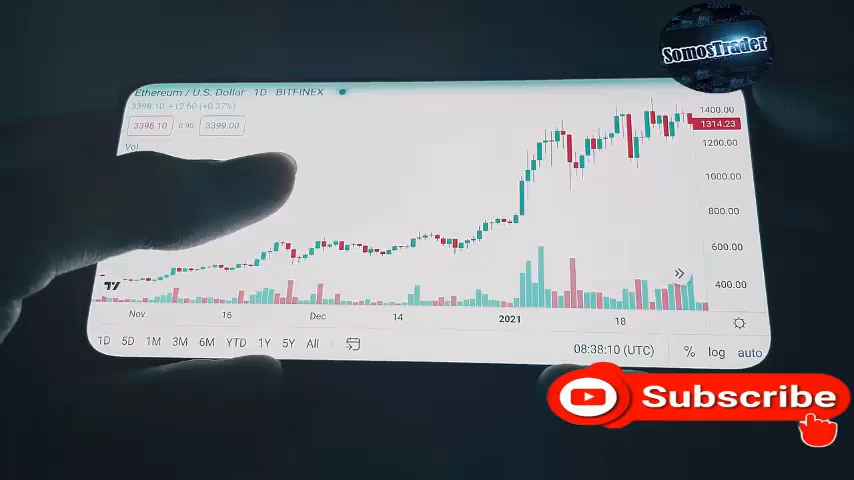 SomosTrader
Ethereum / U.S. Dollar 1D BITFINEX
3398.10 +12.60 (+0.37%)
3398.10 0.90 3399.00
Vol
1400.00
1314.23
1200.00
1000.00
800.00
600.00
400.00
Nov 16 Dec 14 2021 18
1D 5D 1M 3M 6M YTD 1Y 5Y All
08:38:10 (UTC) % log auto
Subscribe